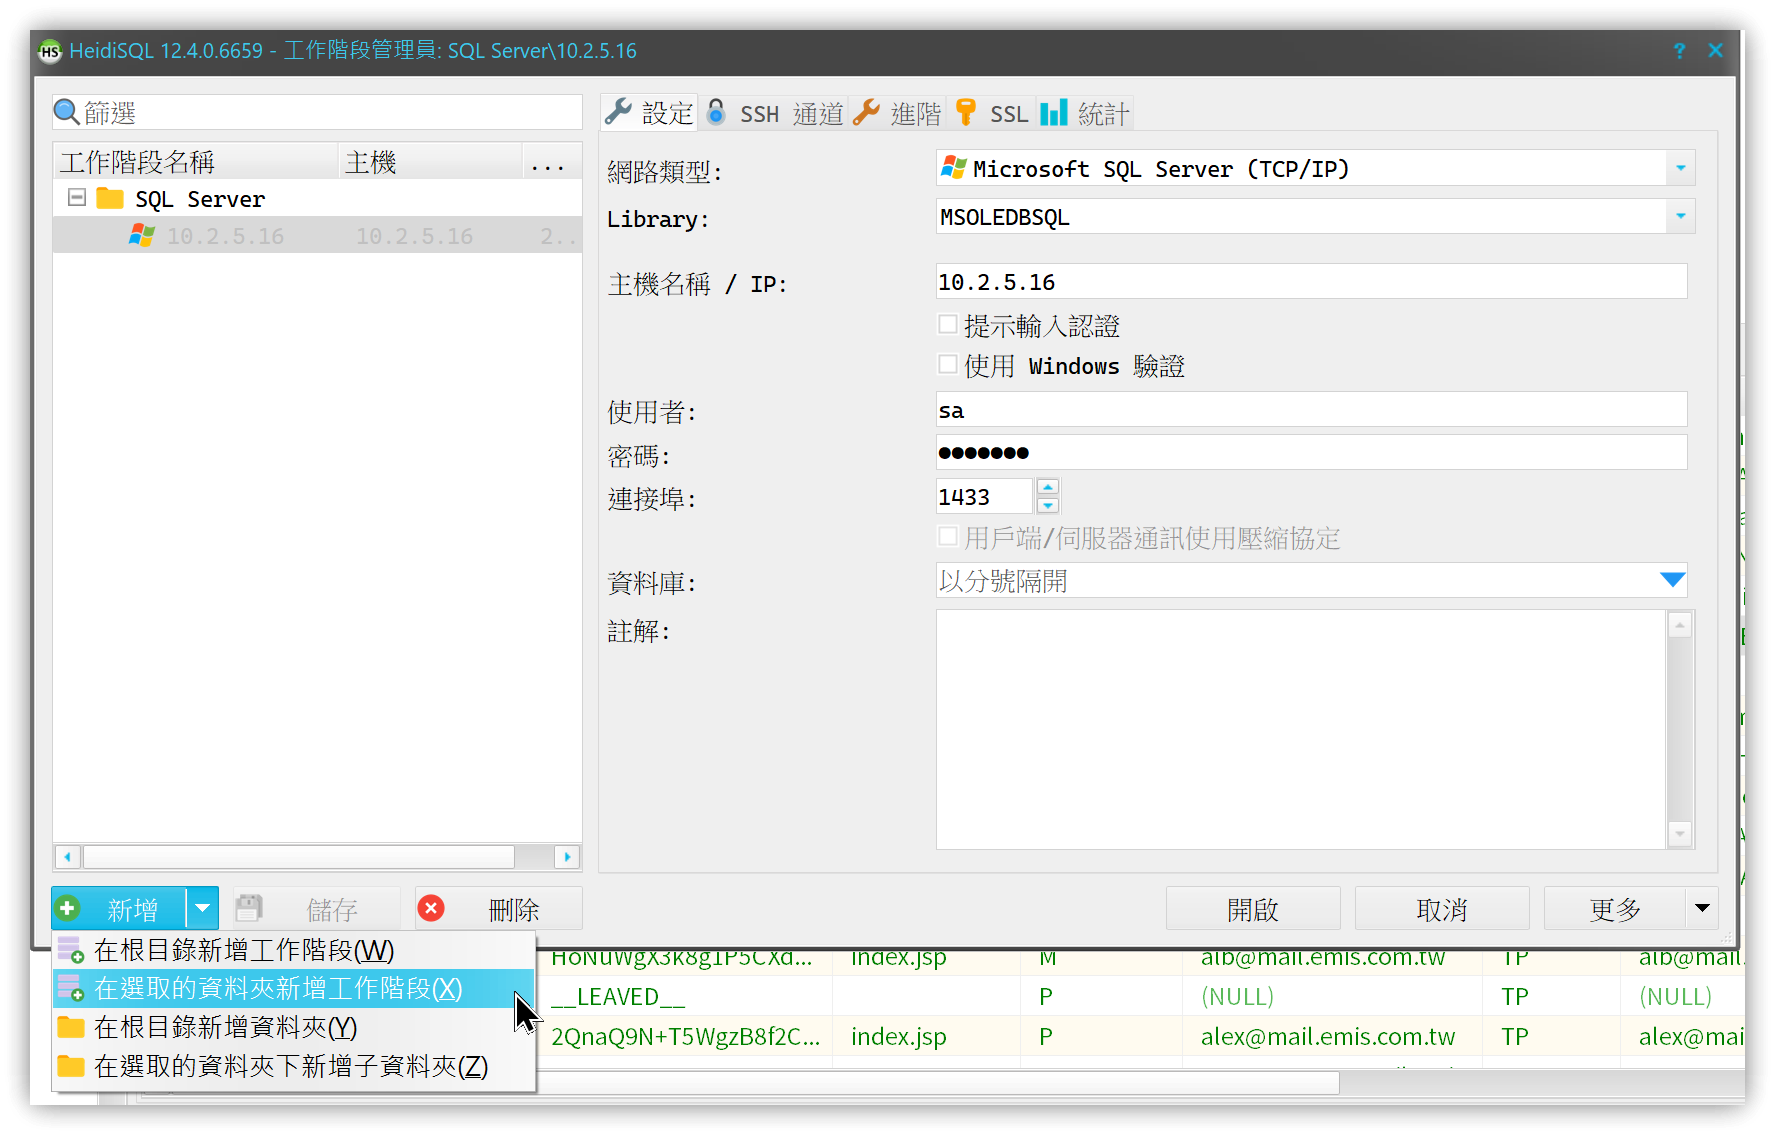 HeidiSQL 12.4.0.6659 - 工作階段管理員: SQL Server\10.2.5.16
篩選
工作階段名稱 主機 ...
SQL Server
10.2.5.16 10.2.5.16 2..
設定 SSH 通道 進階 SSL 統計
網路類型: Microsoft SQL Server (TCP/IP)
Library: MSOLEDBSQL
主機名稱 / IP: 10.2.5.16
提示輸入認證
使用 Windows 驗證
使用者: sa
密碼: ●●●●●●●
連接埠: 1433
用戶端/伺服器通訊使用壓縮協定
資料庫: 以分號隔開
註解:
新增 儲存 刪除 開啟 取消 更多
在根目錄新增工作階段(W)
在選取的資料夾新增工作階段(X)
在根目錄新增資料夾(Y)
在選取的資料夾下新增子資料夾(Z)
HoNuWgX3k8g1P5CXd... index.jsp M alb@mail.emis.com.tw TP alb@mail.
__LEAVED__ P (NULL) TP (NULL)
2QnaQ9N+T5WgzB8f2C... index.jsp P alex@mail.emis.com.tw TP alex@mai